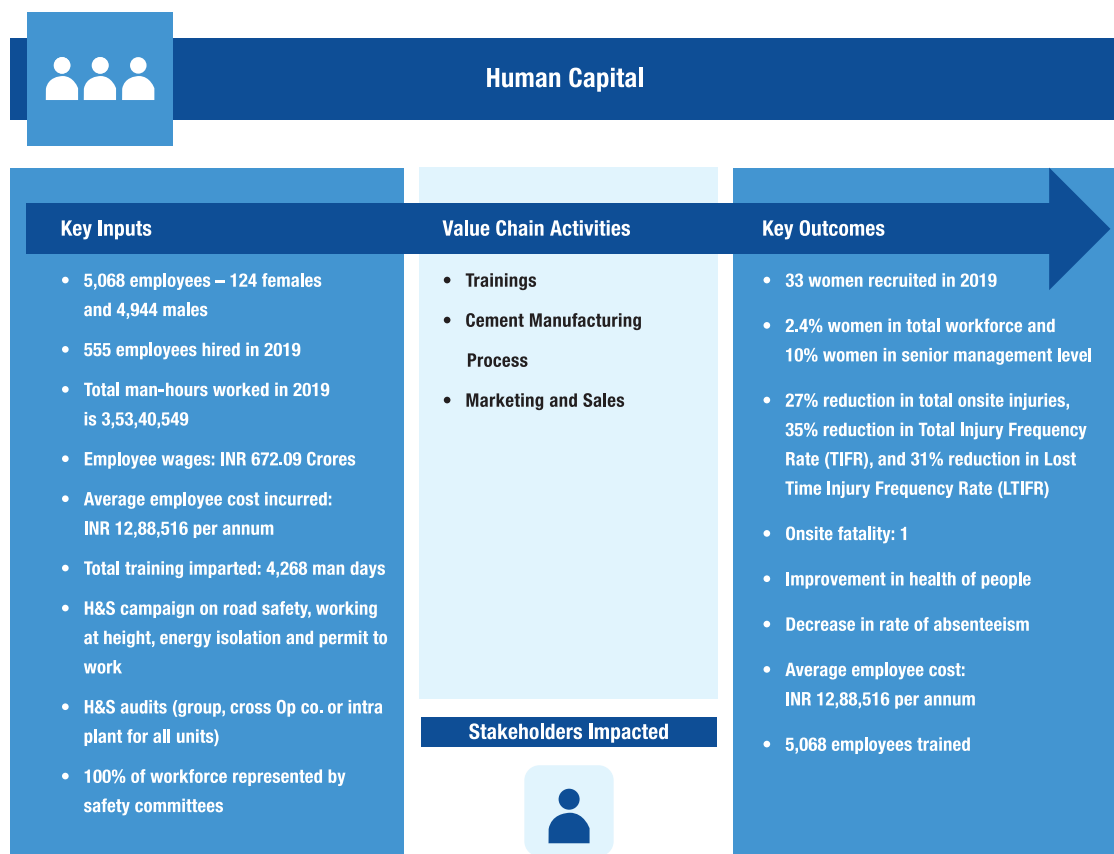 Human Capital
Key Inputs
• 5,068 employees – 124 females
and 4,944 males
• 555 employees hired in 2019
• Total man-hours worked in 2019
is 3,53,40,549
• Employee wages: INR 672.09 Crores
• Average employee cost incurred:
INR 12,88,516 per annum
• Total training imparted: 4,268 man days
• H&S campaign on road safety, working
at height, energy isolation and permit to
work
• H&S audits (group, cross Op co. or intra
plant for all units)
• 100% of workforce represented by
safety committees
Value Chain Activities
• Trainings
• Cement Manufacturing
Process
• Marketing and Sales
Stakeholders Impacted
Key Outcomes
• 33 women recruited in 2019
• 2.4% women in total workforce and
10% women in senior management level
• 27% reduction in total onsite injuries,
35% reduction in Total Injury Frequency
Rate (TIFR), and 31% reduction in Lost
Time Injury Frequency Rate (LTIFR)
• Onsite fatality: 1
• Improvement in health of people
• Decrease in rate of absenteeism
• Average employee cost:
INR 12,88,516 per annum
• 5,068 employees trained